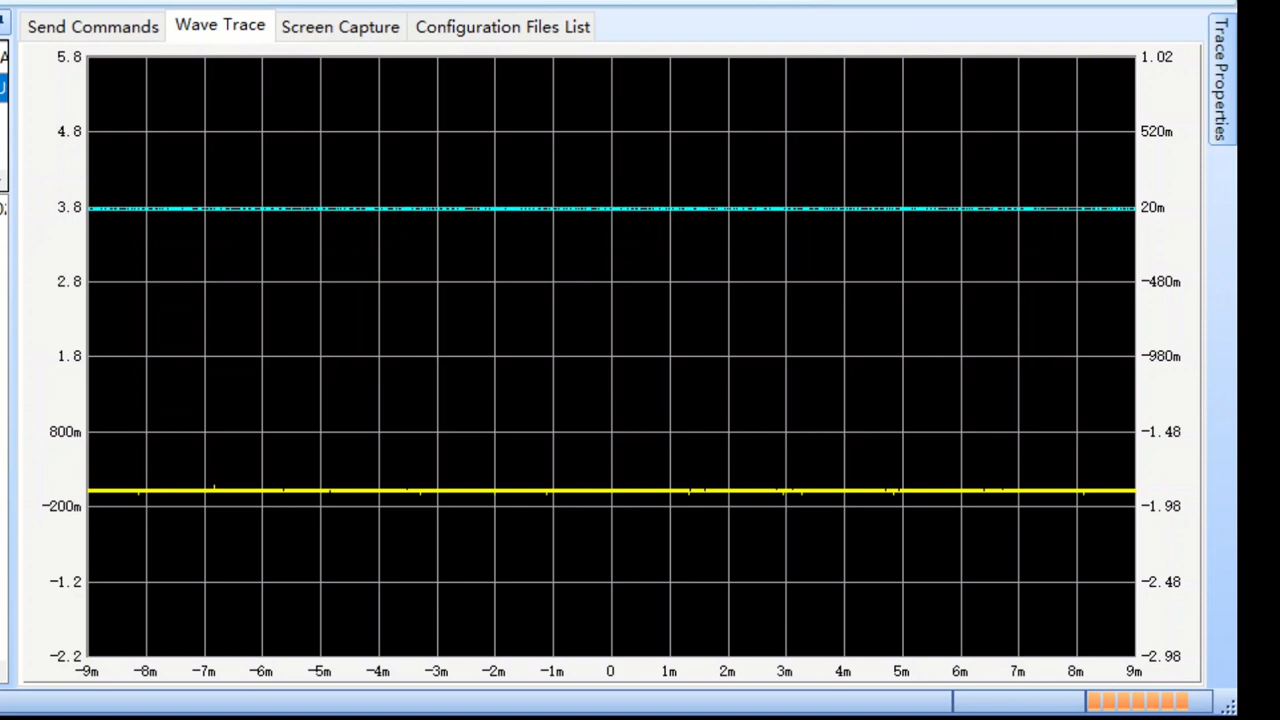 Send Commands Wave Trace Screen Capture Configuration Files List
Trace Properties
5.8 1.02
4.8 520m
3.8 20m
2.8 -480m
1.8 -980m
800m -1.48
-200m -1.98
-1.2 -2.48
-2.2 -2.98
-9m -8m -7m -6m -5m -4m -3m -2m -1m 0 1m 2m 3m 4m 5m 6m 7m 8m 9m